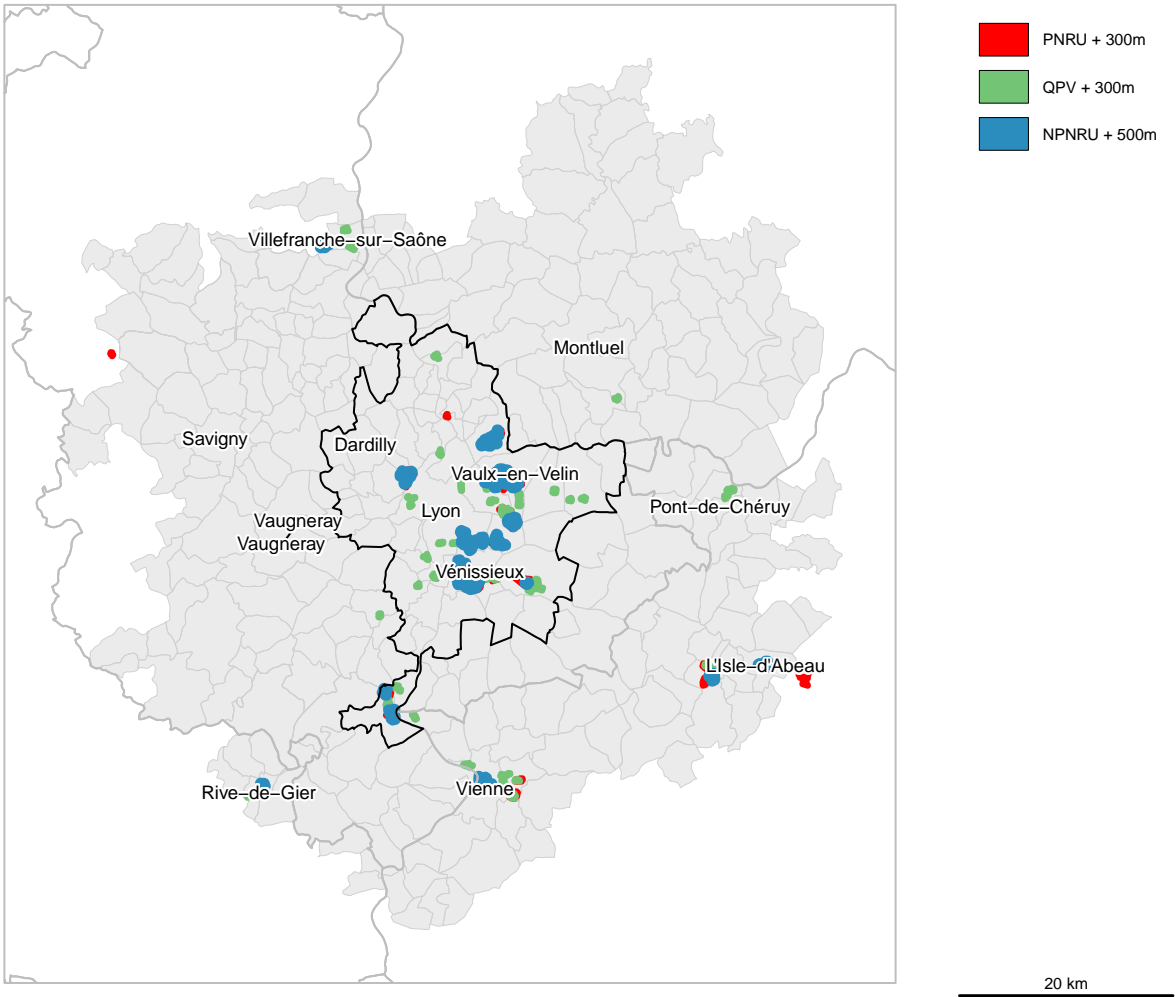 PNRU + 300m
QPV + 300m
NPNRU + 500m
Villefranche−sur−Saône
Montluel
Savigny
Dardilly
Vaulx−en−Velin
Lyon
Pont−de−Chéruy
Vaugneray
Vaugneray
Vénissieux
L'Isle−d'Abeau
Rive−de−Gier
Vienne
20 km